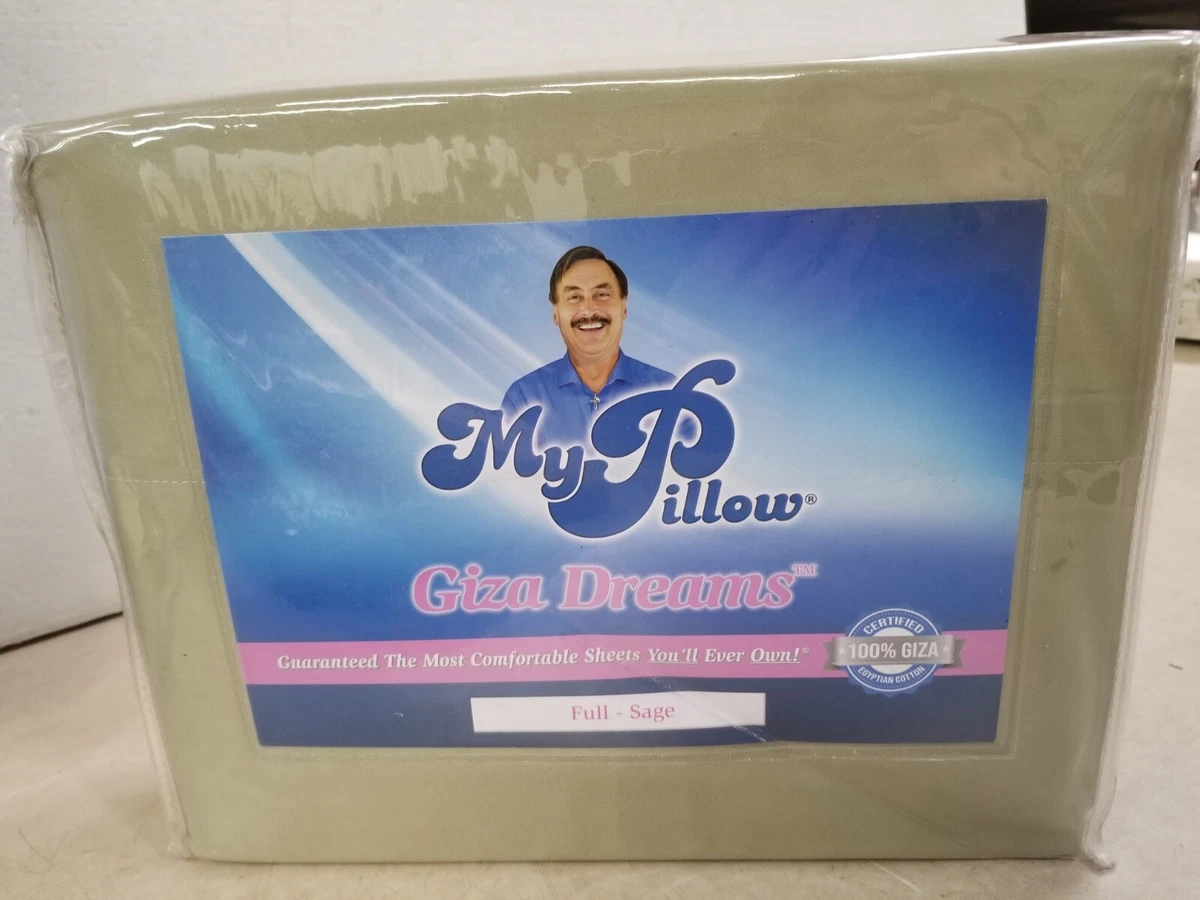 MyPillow®
Giza Dreams™
Guaranteed The Most Comfortable Sheets You'll Ever Own!®
CERTIFIED
100% GIZA
EGYPTIAN COTTON
Full - Sage